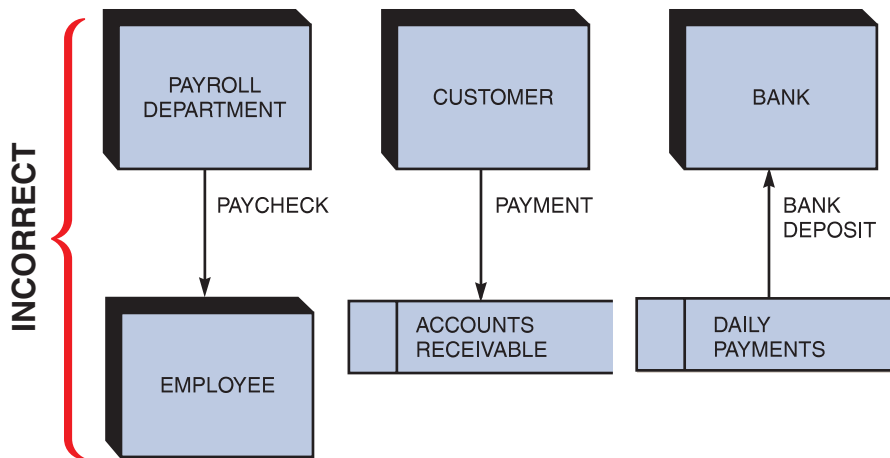 INCORRECT
PAYROLL
DEPARTMENT
PAYCHECK
EMPLOYEE
CUSTOMER
PAYMENT
ACCOUNTS
RECEIVABLE
BANK
BANK
DEPOSIT
DAILY
PAYMENTS